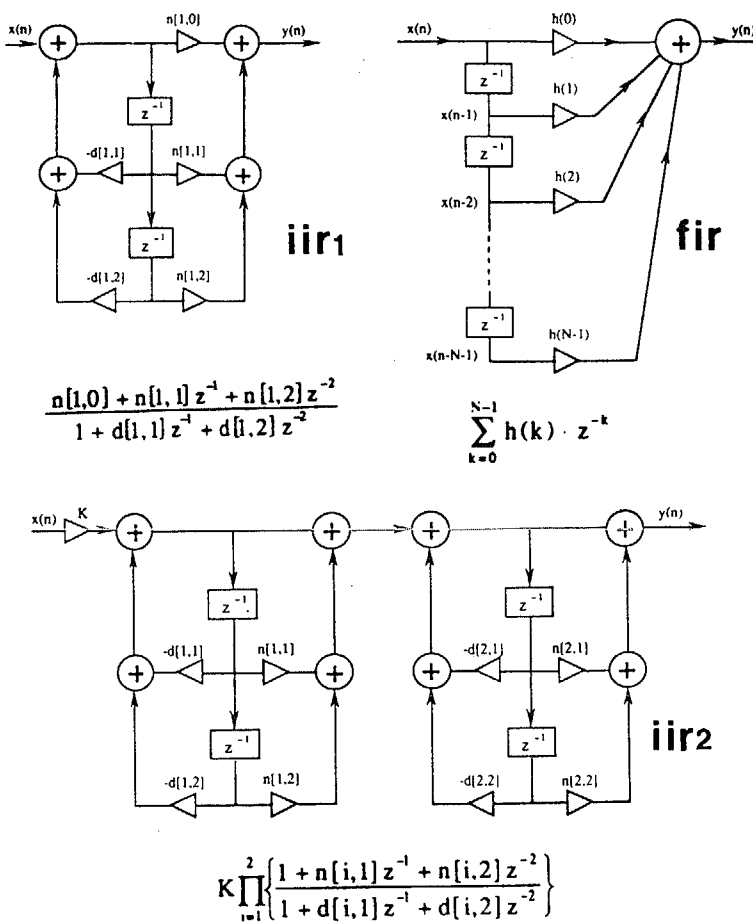 x(n) n[1,0] y(n)
+ +
z⁻¹
-d[1,1] n[1,1]
+ +
z⁻¹
-d[1,2] n[1,2]
iir1
n[1,0] + n[1,1] z⁻¹ + n[1,2] z⁻²
1 + d[1,1] z⁻¹ + d[1,2] z⁻²
x(n) h(0) y(n)
+
z⁻¹
x(n-1) h(1)
z⁻¹
x(n-2) h(2)
fir
z⁻¹
x(n-N-1) h(N-1)
N-1
∑ h(k) · z⁻ᵏ
k=0
x(n) K + + + + y(n)
z⁻¹ z⁻¹
-d[1,1] n[1,1] -d[2,1] n[2,1]
+ + + +
z⁻¹ z⁻¹
iir2
-d[1,2] n[1,2] -d[2,2] n[2,2]
2
K ∏ { 1 + n[i,1] z⁻¹ + n[i,2] z⁻²
1 + d[i,1] z⁻¹ + d[i,2] z⁻² }
i=1